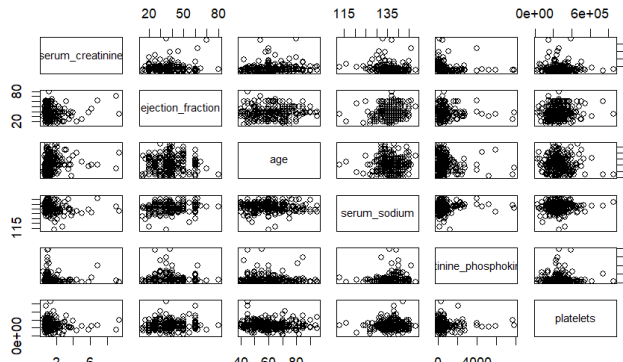 20 50 80 115 135 0e+00 6e+05
serum_creatinine
20 80
ejection_fraction
age
115
serum_sodium
tinine_phosphokin
0e+00
platelets
2 6 40 60 80 0 4000